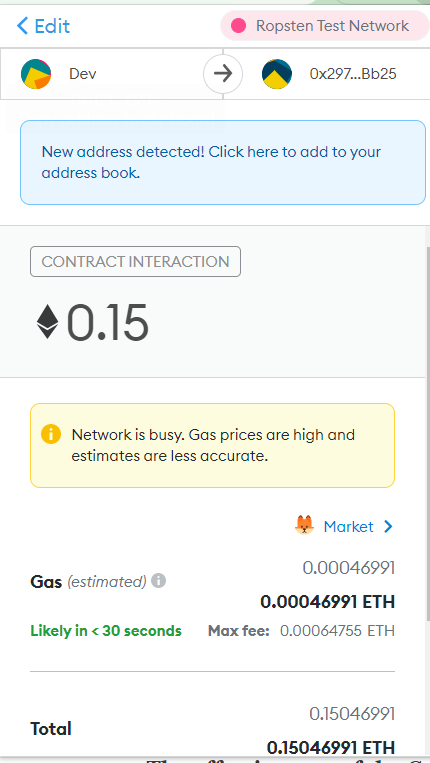 Edit
Ropsten Test Network
Dev
0x297...Bb25
New address detected! Click here to add to your
address book.
CONTRACT INTERACTION
0.15
Network is busy. Gas prices are high and
estimates are less accurate.
Market
0.00046991
Gas (estimated)
0.00046991 ETH
Likely in < 30 seconds Max fee: 0.00064755 ETH
0.15046991
Total
0.15046991 ETH